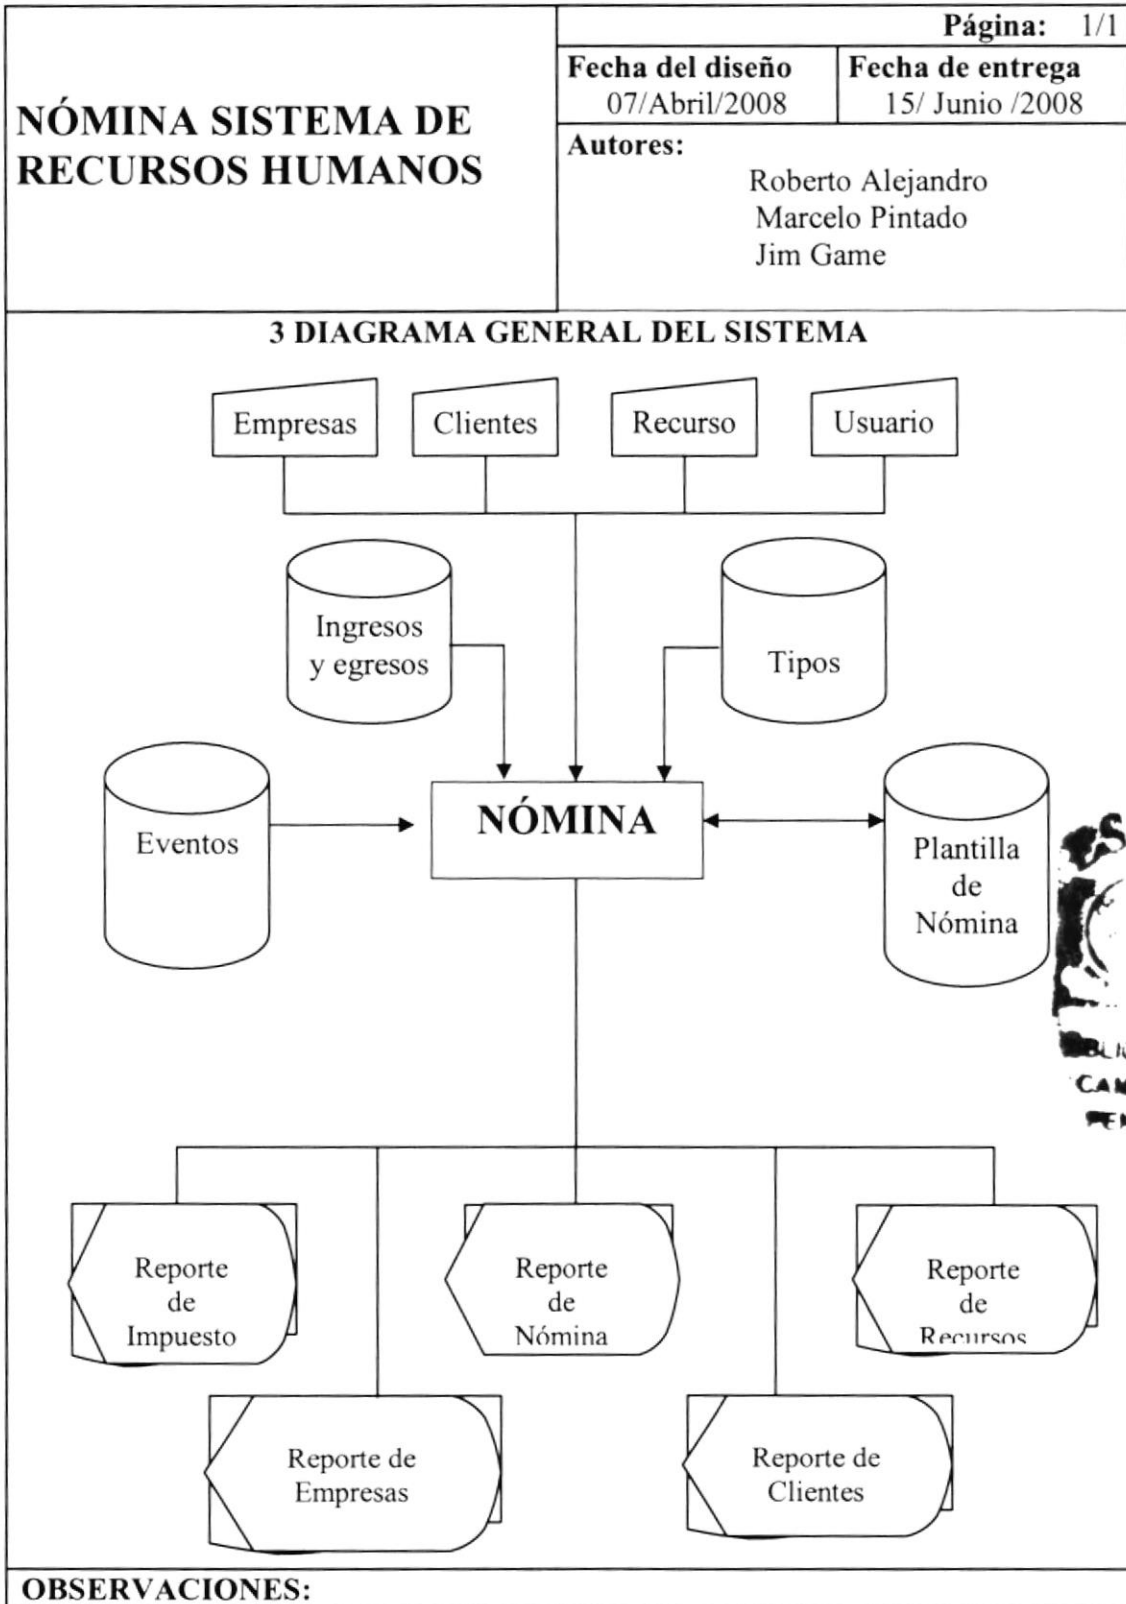 NÓMINA SISTEMA DE
RECURSOS HUMANOS
Página: 1/1
Fecha del diseño
07/Abril/2008
Fecha de entrega
15/ Junio /2008
Autores:
Roberto Alejandro
Marcelo Pintado
Jim Game
3 DIAGRAMA GENERAL DEL SISTEMA
Empresas
Clientes
Recurso
Usuario
Ingresos
y egresos
Tipos
Eventos
NÓMINA
Plantilla
de
Nómina
Reporte
de
Impuesto
Reporte
de
Nómina
Reporte
de
Recursos
Reporte de
Empresas
Reporte de
Clientes
OBSERVACIONES: